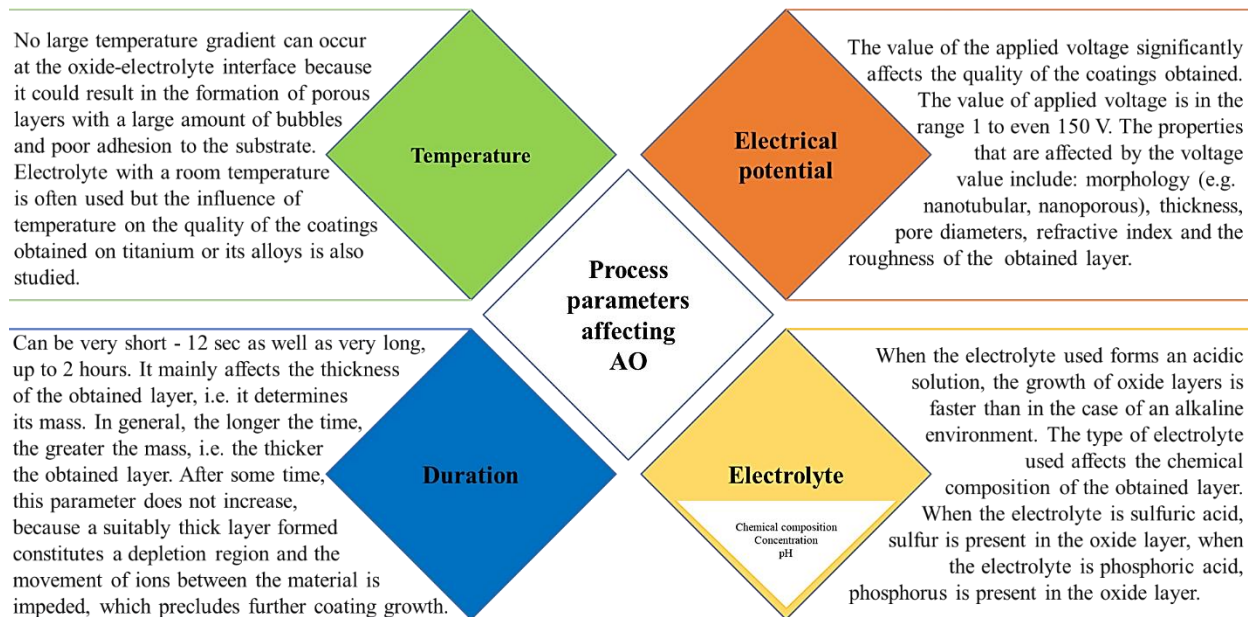 No large temperature gradient can occur
at the oxide-electrolyte interface because
it could result in the formation of porous
layers with a large amount of bubbles
and poor adhesion to the substrate.
Electrolyte with a room temperature
is often used but the influence of
temperature on the quality of the coatings
obtained on titanium or its alloys is also
studied.
Temperature
Electrical
potential
The value of the applied voltage significantly
affects the quality of the coatings obtained.
The value of applied voltage is in the
range 1 to even 150 V. The properties
that are affected by the voltage
value include: morphology (e.g.
nanotubular, nanoporous), thickness,
pore diameters, refractive index and the
roughness of the obtained layer.
Process
parameters
affecting
AO
Can be very short - 12 sec as well as very long,
up to 2 hours. It mainly affects the thickness
of the obtained layer, i.e. it determines
its mass. In general, the longer the time,
the greater the mass, i.e. the thicker
the obtained layer. After some time,
this parameter does not increase,
because a suitably thick layer formed
constitutes a depletion region and the
movement of ions between the material is
impeded, which precludes further coating growth.
Duration
Electrolyte
Chemical composition
Concentration
pH
When the electrolyte used forms an acidic
solution, the growth of oxide layers is
faster than in the case of an alkaline
environment. The type of electrolyte
used affects the chemical
composition of the obtained layer.
When the electrolyte is sulfuric acid,
sulfur is present in the oxide layer, when
the electrolyte is phosphoric acid,
phosphorus is present in the oxide layer.